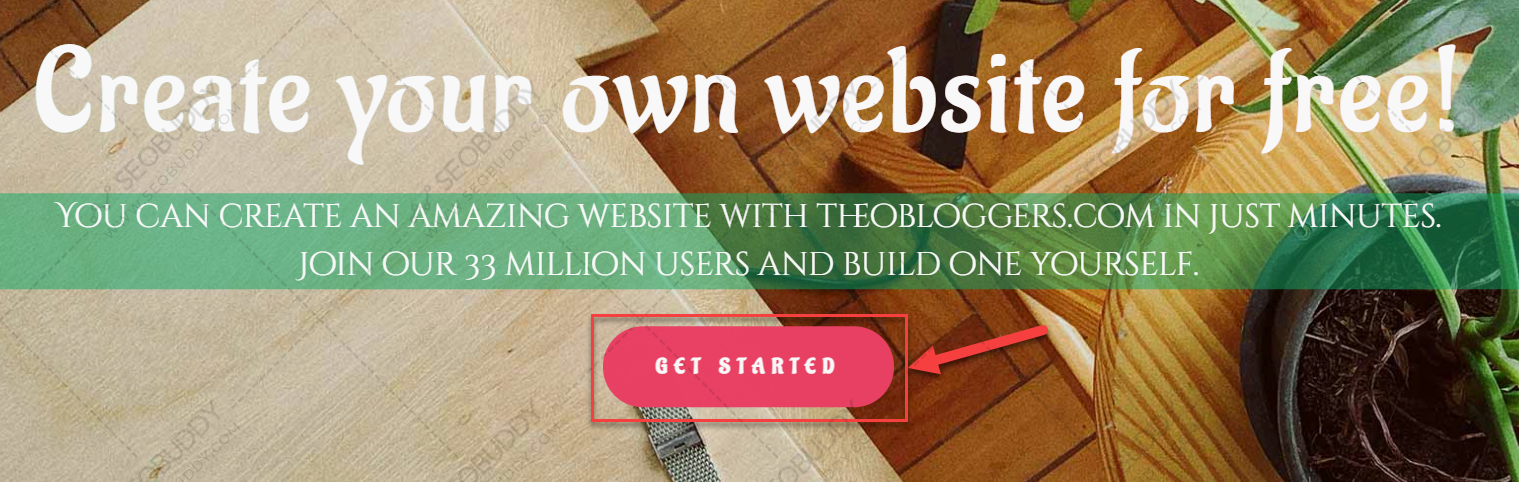 Create your own website for free!
YOU CAN CREATE AN AMAZING WEBSITE WITH THEOBLOGGERS.COM IN JUST MINUTES.
JOIN OUR 33 MILLION USERS AND BUILD ONE YOURSELF.
GET STARTED
SEOBUDDY